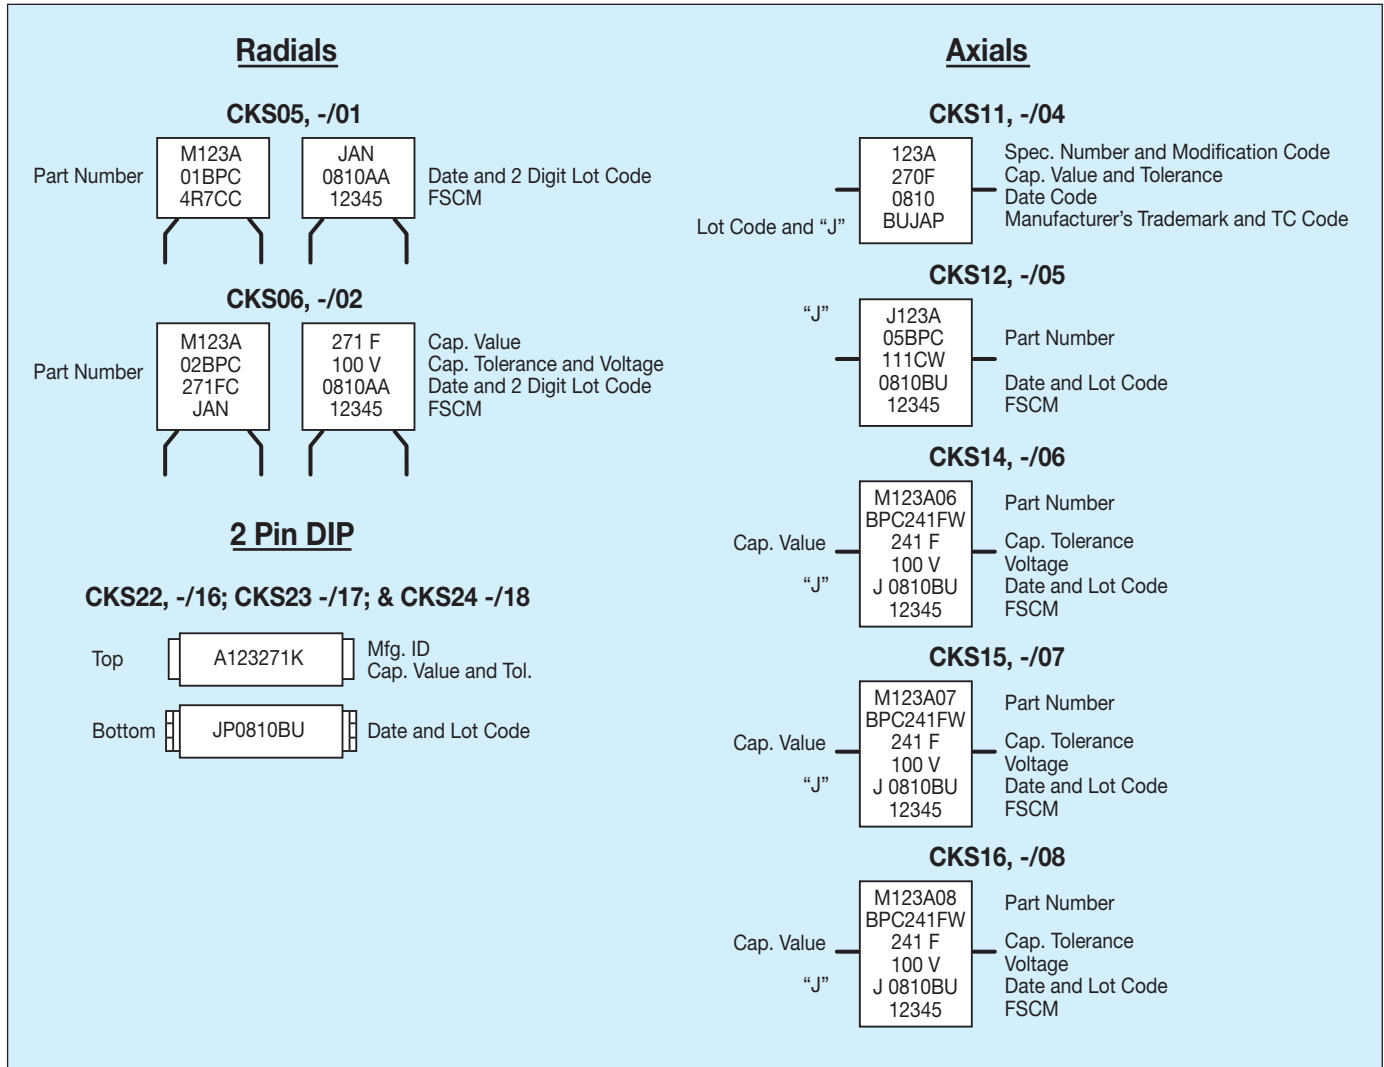 Radials
CKS05, -/01
Part Number
M123A
01BPC
4R7CC
JAN
0810AA
12345
Date and 2 Digit Lot Code
FSCM
CKS06, -/02
Part Number
M123A
02BPC
271FC
JAN
271 F
100 V
0810AA
12345
Cap. Value
Cap. Tolerance and Voltage
Date and 2 Digit Lot Code
FSCM
2 Pin DIP
CKS22, -/16; CKS23 -/17; & CKS24 -/18
Top
A123271K
Mfg. ID
Cap. Value and Tol.
Bottom
JP0810BU
Date and Lot Code
Axials
CKS11, -/04
Lot Code and “J”
123A
270F
0810
BUJAP
Spec. Number and Modification Code
Cap. Value and Tolerance
Date Code
Manufacturer’s Trademark and TC Code
CKS12, -/05
“J”
J123A
05BPC
111CW
0810BU
12345
Part Number
Date and Lot Code
FSCM
CKS14, -/06
Cap. Value
“J”
M123A06
BPC241FW
241 F
100 V
J 0810BU
12345
Part Number
Cap. Tolerance
Voltage
Date and Lot Code
FSCM
CKS15, -/07
Cap. Value
“J”
M123A07
BPC241FW
241 F
100 V
J 0810BU
12345
Part Number
Cap. Tolerance
Voltage
Date and Lot Code
FSCM
CKS16, -/08
Cap. Value
“J”
M123A08
BPC241FW
241 F
100 V
J 0810BU
12345
Part Number
Cap. Tolerance
Voltage
Date and Lot Code
FSCM